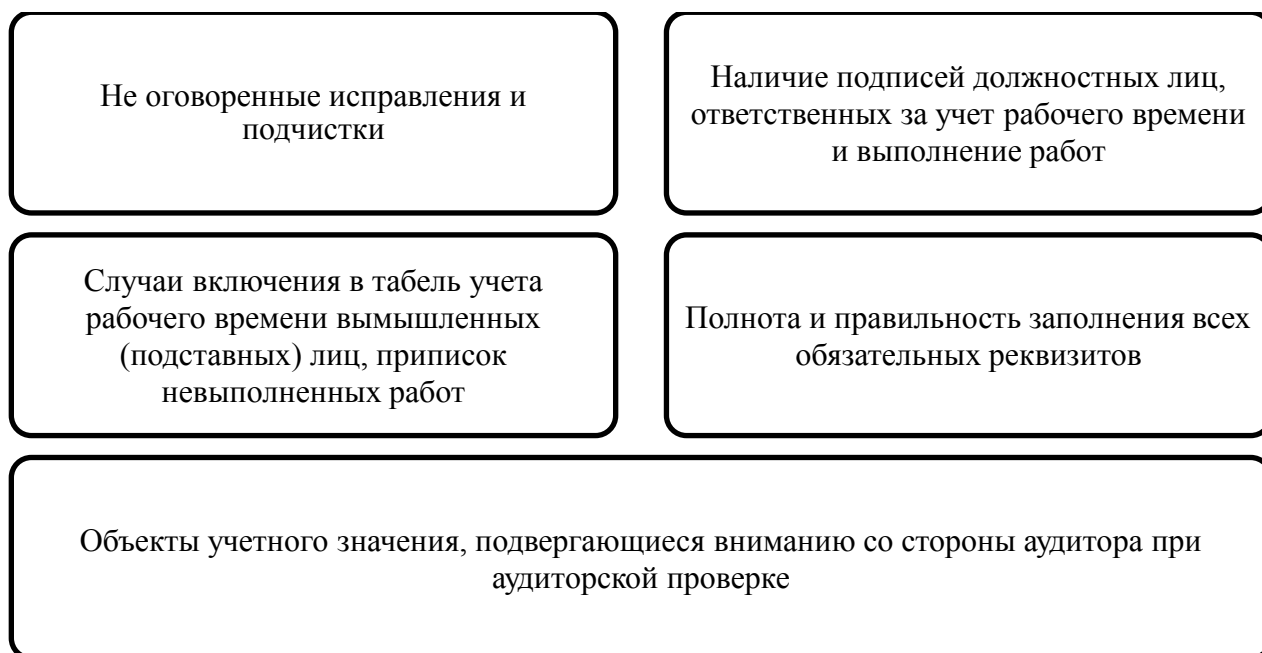 Не оговоренные исправления и
подчистки
Наличие подписей должностных лиц,
ответственных за учет рабочего времени
и выполнение работ
Случаи включения в табель учета
рабочего времени вымышленных
(подставных) лиц, приписок
невыполненных работ
Полнота и правильность заполнения всех
обязательных реквизитов
Объекты учетного значения, подвергающиеся вниманию со стороны аудитора при
аудиторской проверке